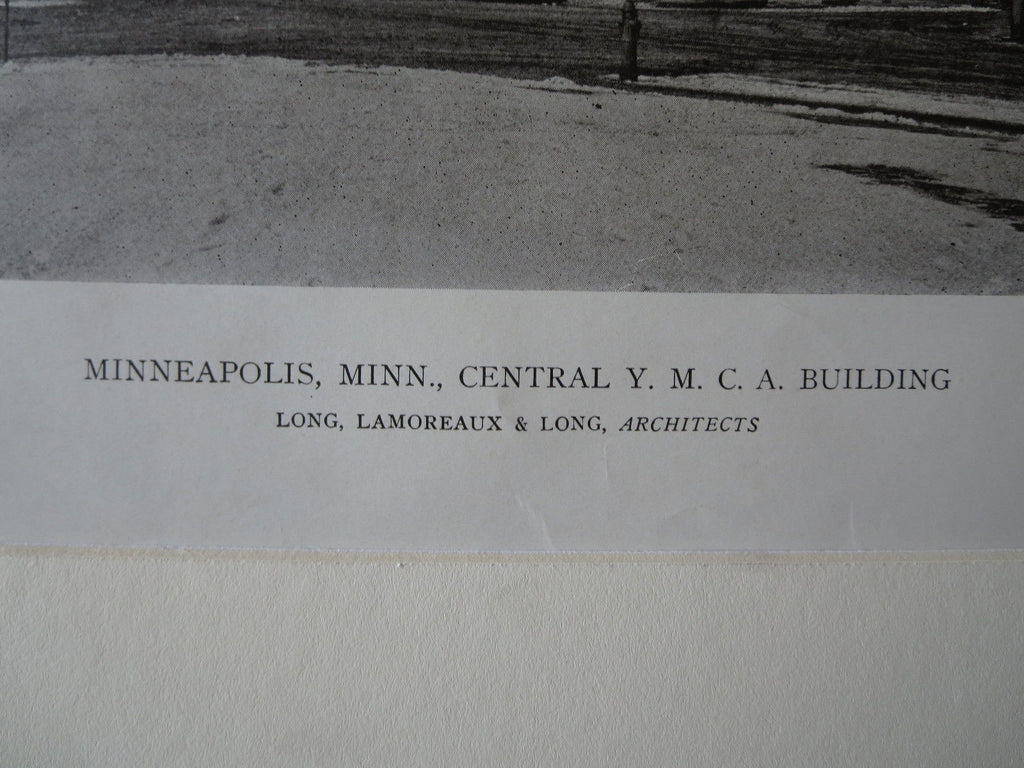 MINNEAPOLIS, MINN., CENTRAL Y. M. C. A. BUILDING
LONG, LAMOREAUX & LONG, ARCHITECTS